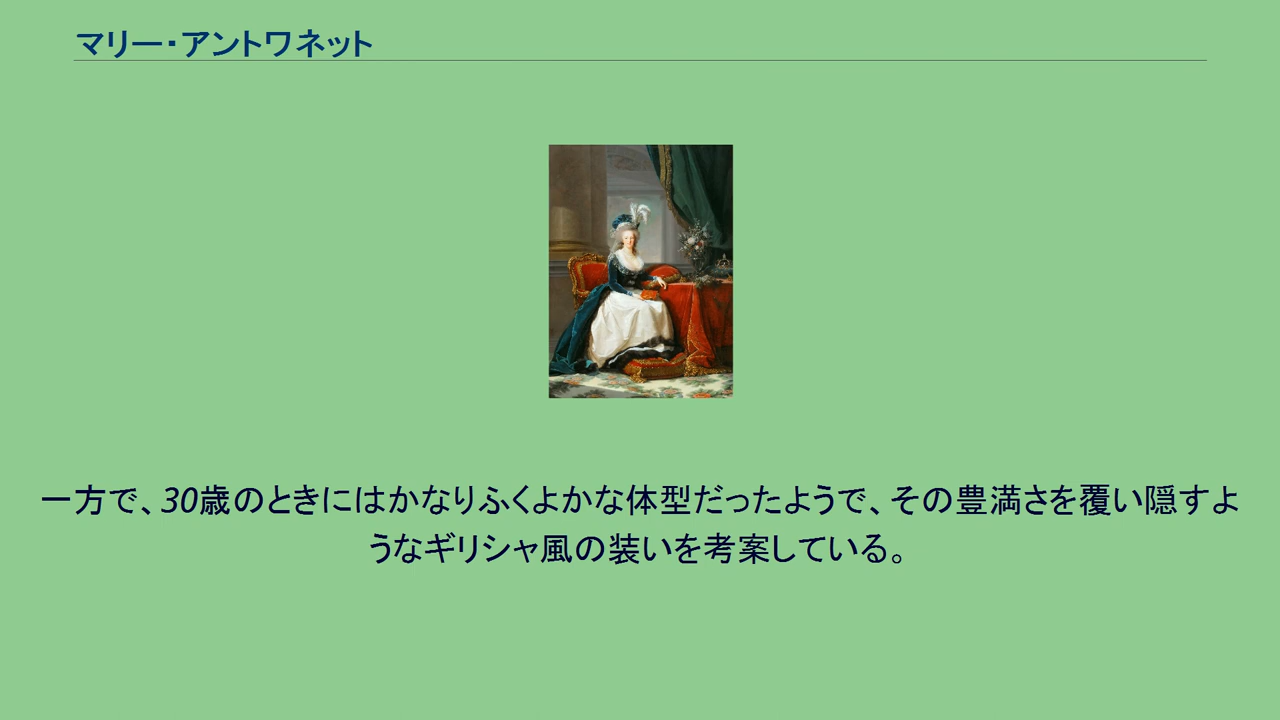 マリー・アントワネット
一方で、30歳のときにはかなりふくよかな体型だったようで、その豊満さを覆い隠すよ
うなギリシャ風の装いを考案している。